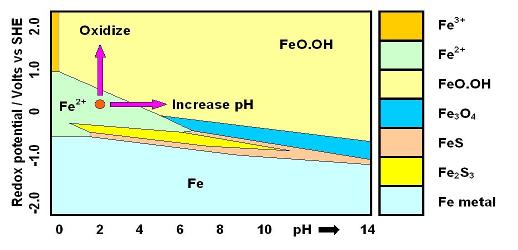 Redox potential / Volts vs SHE
2.0
1.0
0
-1.0
-2.0
Oxidize
FeO.OH
Fe²⁺
Increase pH
Fe
0 2 4 6 8 10 pH 14
Fe³⁺
Fe²⁺
FeO.OH
Fe₃O₄
FeS
Fe₂S₃
Fe metal